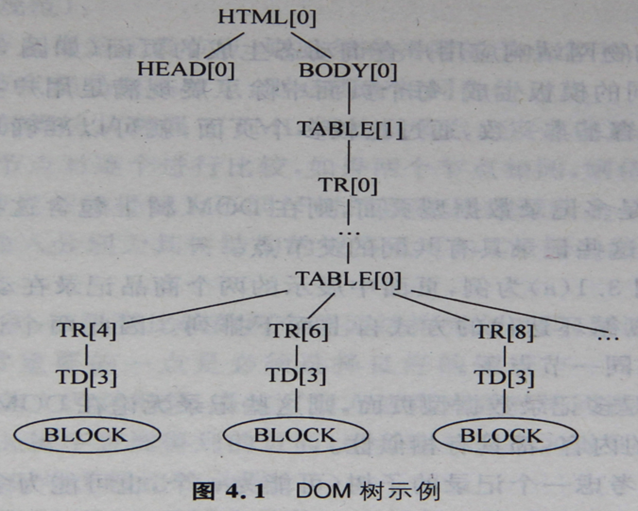 HTML[0]
HEAD[0] BODY[0]
TABLE[1]
TR[0]
...
TABLE[0]
TR[4] TR[6] TR[8] ...
TD[3] TD[3] TD[3]
BLOCK BLOCK BLOCK
图 4.1 DOM 树示例